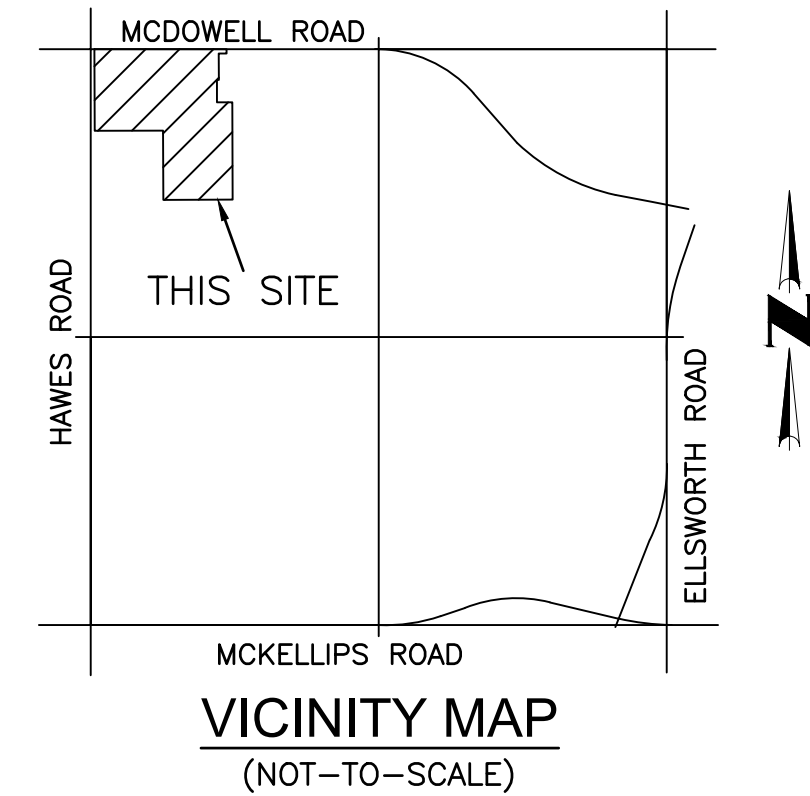 MCDOWELL ROAD
THIS SITE
HAWES ROAD
N
ELLSWORTH ROAD
MCKELLIPS ROAD
VICINITY MAP
(NOT-TO-SCALE)